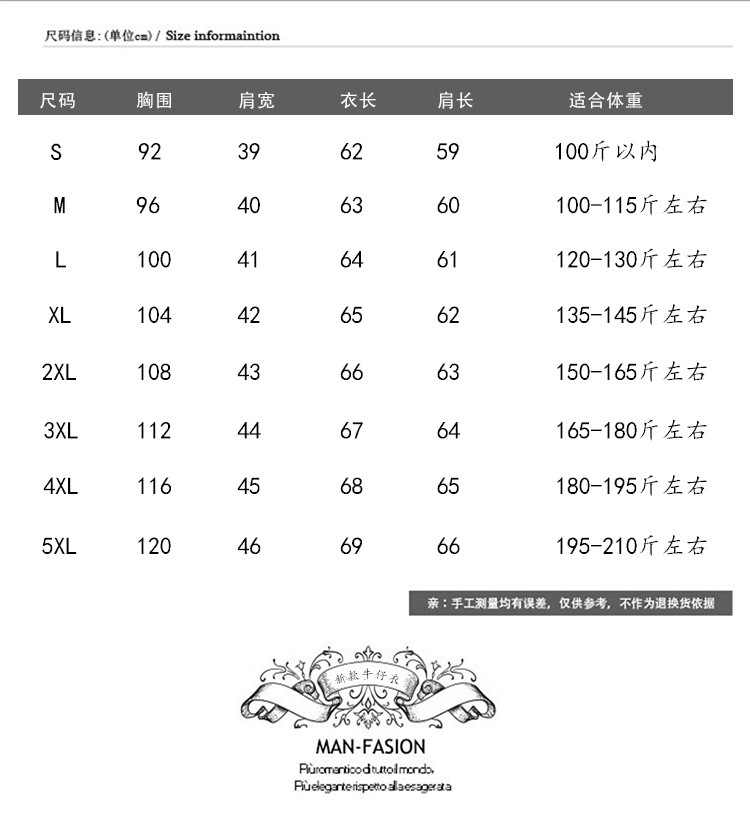 尺码信息:(单位cm) / Size informaintion
尺码 胸围 肩宽 衣长 肩长 适合体重
S 92 39 62 59 100斤以内
M 96 40 63 60 100-115斤左右
L 100 41 64 61 120-130斤左右
XL 104 42 65 62 135-145斤左右
2XL 108 43 66 63 150-165斤左右
3XL 112 44 67 64 165-180斤左右
4XL 116 45 68 65 180-195斤左右
5XL 120 46 69 66 195-210斤左右
亲：手工测量均有误差，仅供参考，不作为退换货依据
新款牛仔衣
MAN-FASION
Più romantico di tutto il mondo.
Più elegante rispetto alla esagerata